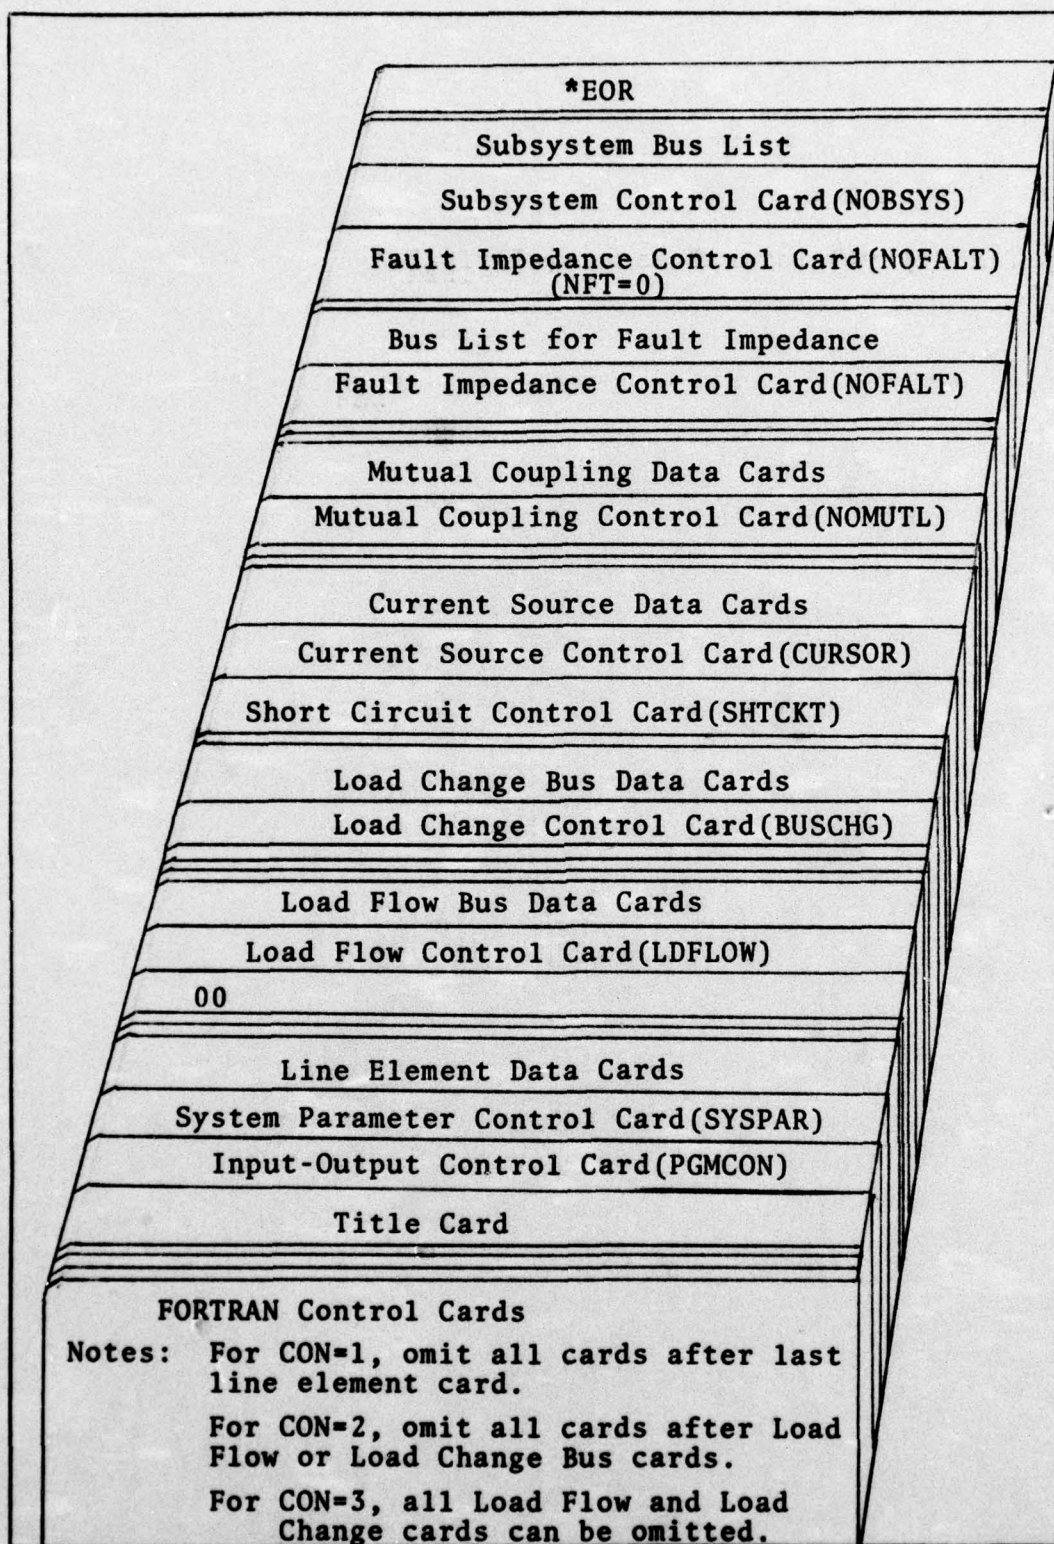 *EOR
Subsystem Bus List
Subsystem Control Card(NOBSYS)
Fault Impedance Control Card(NOFALT)
(NFT=0)
Bus List for Fault Impedance
Fault Impedance Control Card(NOFALT)
Mutual Coupling Data Cards
Mutual Coupling Control Card(NOMUTL)
Current Source Data Cards
Current Source Control Card(CURSOR)
Short Circuit Control Card(SHTCKT)
Load Change Bus Data Cards
Load Change Control Card(BUSCHG)
Load Flow Bus Data Cards
Load Flow Control Card(LDFLOW)
00
Line Element Data Cards
System Parameter Control Card(SYSPAR)
Input-Output Control Card(PGMCON)
Title Card
FORTRAN Control Cards
Notes: For CON=1, omit all cards after last
line element card.
For CON=2, omit all cards after Load
Flow or Load Change Bus cards.
For CON=3, all Load Flow and Load
Change cards can be omitted.